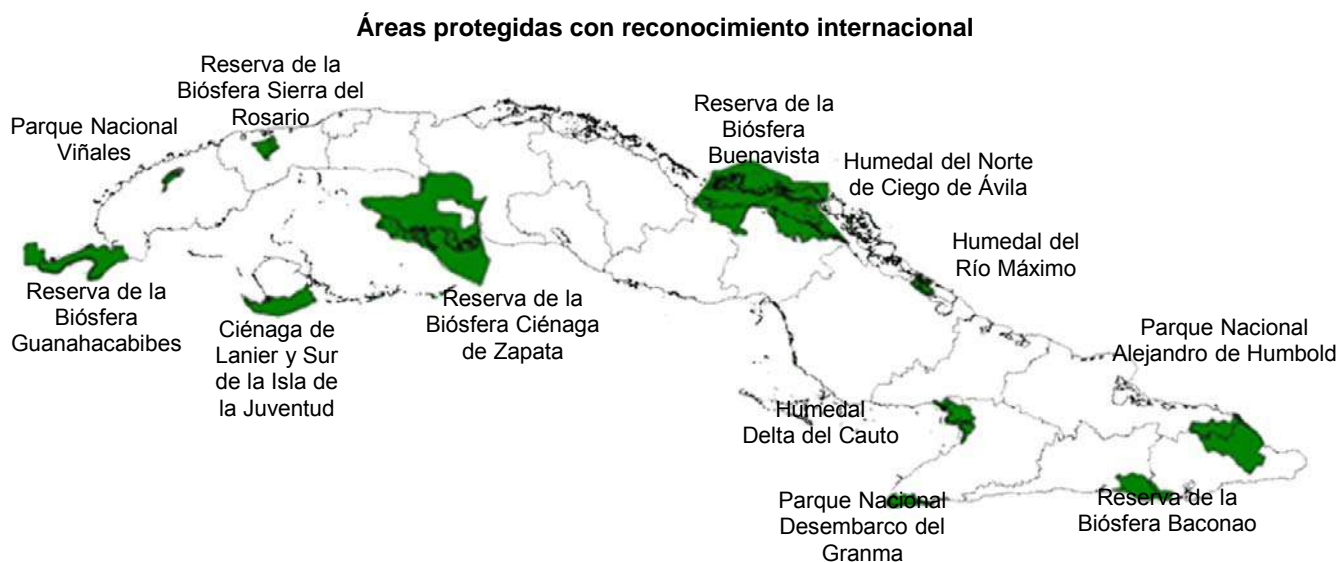 Áreas protegidas con reconocimiento internacional
Reserva de la
Biósfera Sierra del
Rosario
Parque Nacional
Viñales
Reserva de la
Biósfera
Buenavista
Humedal del Norte
de Ciego de Ávila
Humedal del
Río Máximo
Reserva de la
Biósfera
Guanahacabibes
Ciénaga de
Lanier y Sur
de la Isla de
la Juventud
Reserva de la
Biósfera Ciénaga
de Zapata
Parque Nacional
Alejandro de Humbold
Humedal
Delta del Cauto
Parque Nacional
Desembarco del
Granma
Reserva de la
Biósfera Baconao